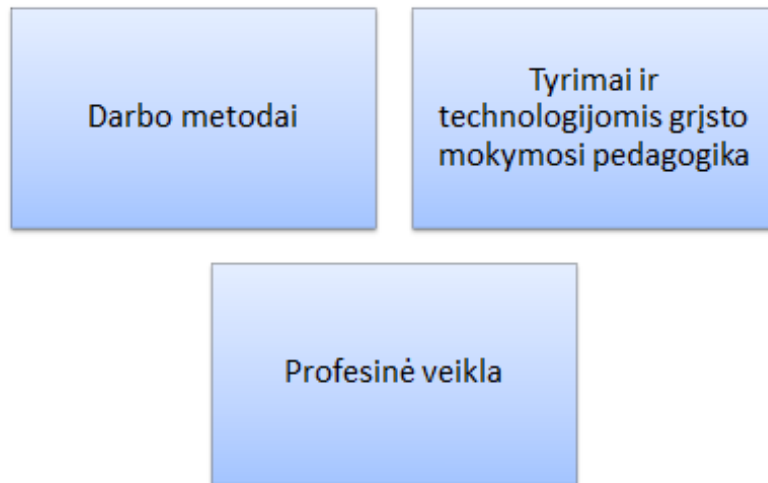 Darbo metodai
Tyrimai ir
technologijomis grįsto
mokymosi pedagogika
Profesinė veikla